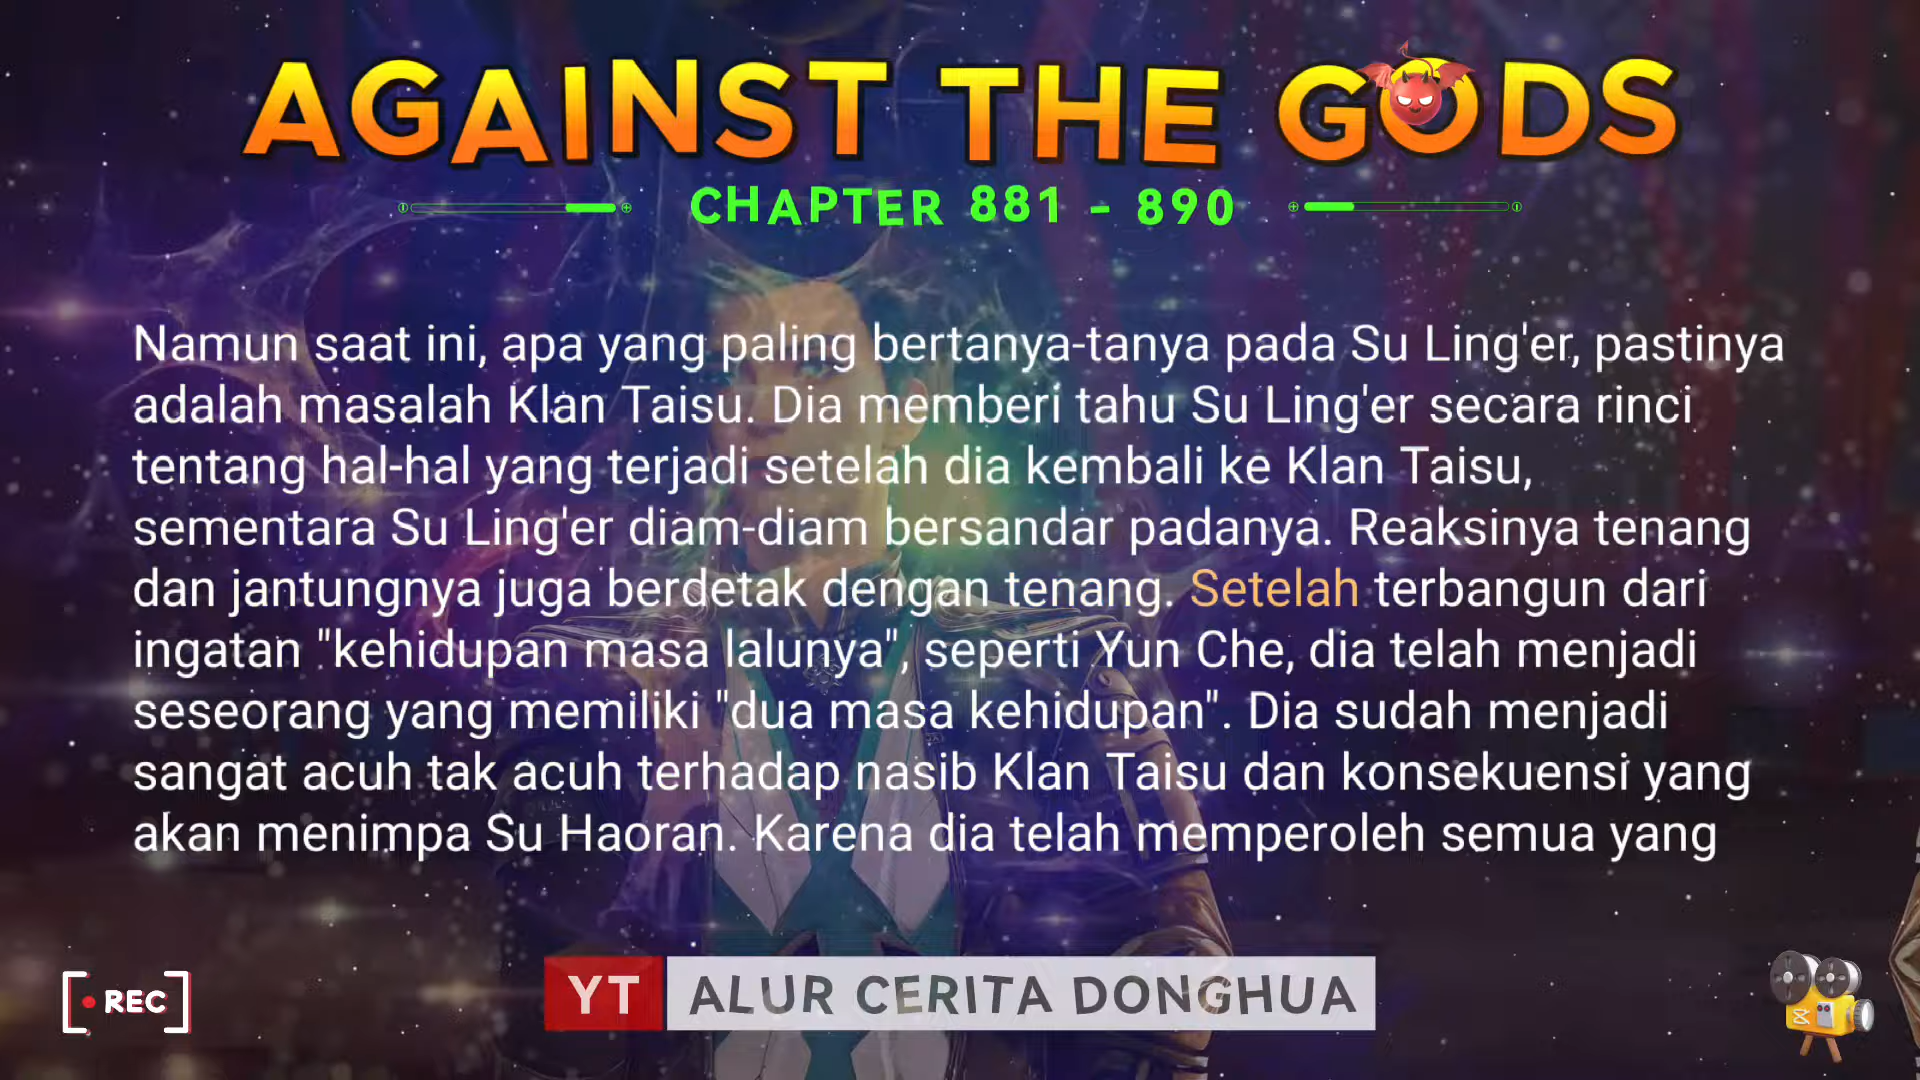 AGAINST THE GODS
CHAPTER 881 - 890
Namun saat ini, apa yang paling bertanya-tanya pada Su Ling'er, pastinya
adalah masalah Klan Taisu. Dia memberi tahu Su Ling'er secara rinci
tentang hal-hal yang terjadi setelah dia kembali ke Klan Taisu,
sementara Su Ling'er diam-diam bersandar padanya. Reaksinya tenang
dan jantungnya juga berdetak dengan tenang. Setelah terbangun dari
ingatan "kehidupan masa lalunya", seperti Yun Che, dia telah menjadi
seseorang yang memiliki "dua masa kehidupan". Dia sudah menjadi
sangat acuh tak acuh terhadap nasib Klan Taisu dan konsekuensi yang
akan menimpa Su Haoran. Karena dia telah memperoleh semua yang
REC
YT ALUR CERITA DONGHUA